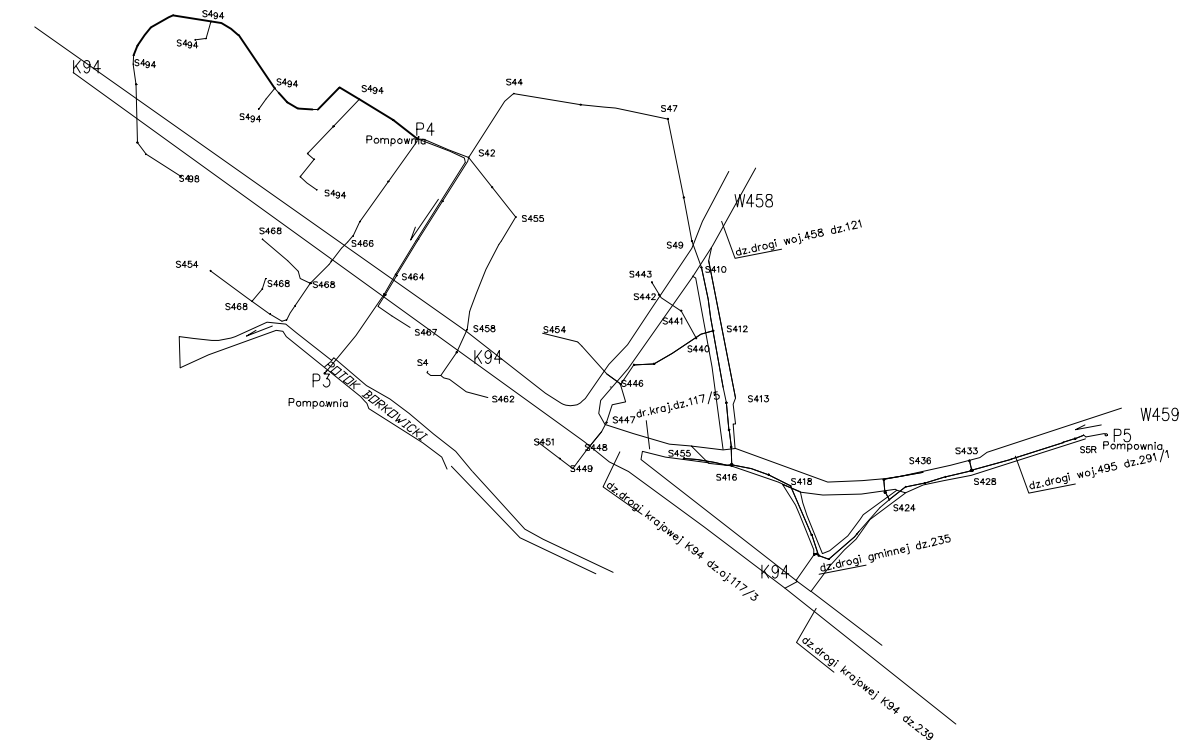 S494
S494
K94
S494
S494
S494
S494
S44
S47
P4
Pompownia
S42
S498
S494
W458
S455
dz.drogi woj.458 dz.121
S468
S466
S49
S454
S464
S410
S443
S468
S468
S442
S468
S441
S467
S458
S454
S412
S440
K94
S4
POTOK BORKOWICKI
P3
S446
S462
Pompownia
dr.kraj.dz.117/5
S413
S447
W459
P5
S451
S448
Pompownia
S5R
S455
S449
S433
S436
dz.drogi woj.495 dz.291/1
S416
S418
S428
S424
dz.drogi krajowej K94 dz.oj.117/3
dz.drogi gminnej dz.235
K94
dz.drogi krajowej K94 dz.239